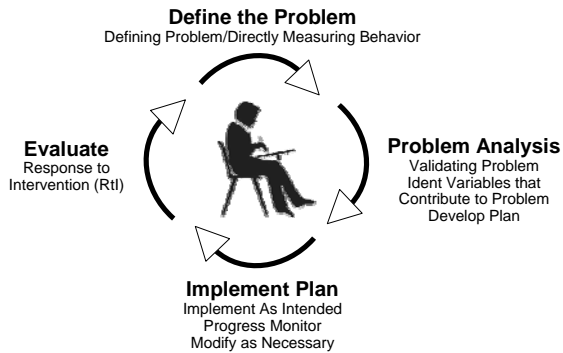 Define the Problem
Defining Problem/Directly Measuring Behavior
Problem Analysis
Validating Problem
Ident Variables that
Contribute to Problem
Develop Plan
Implement Plan
Implement As Intended
Progress Monitor
Modify as Necessary
Evaluate
Response to
Intervention (RtI)